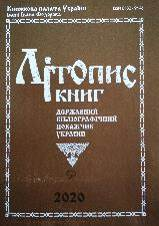 Книжкова палата України
імені Івана Федорова
Літопис
книг
державний
бібліографічний
покажчик
України
2020